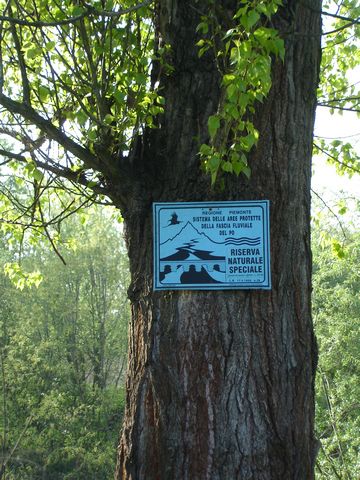 REGIONE PIEMONTE
SISTEMA DELLE AREE PROTETTE
DELLA FASCIA FLUVIALE
DEL PO
RISERVA
NATURALE
SPECIALE